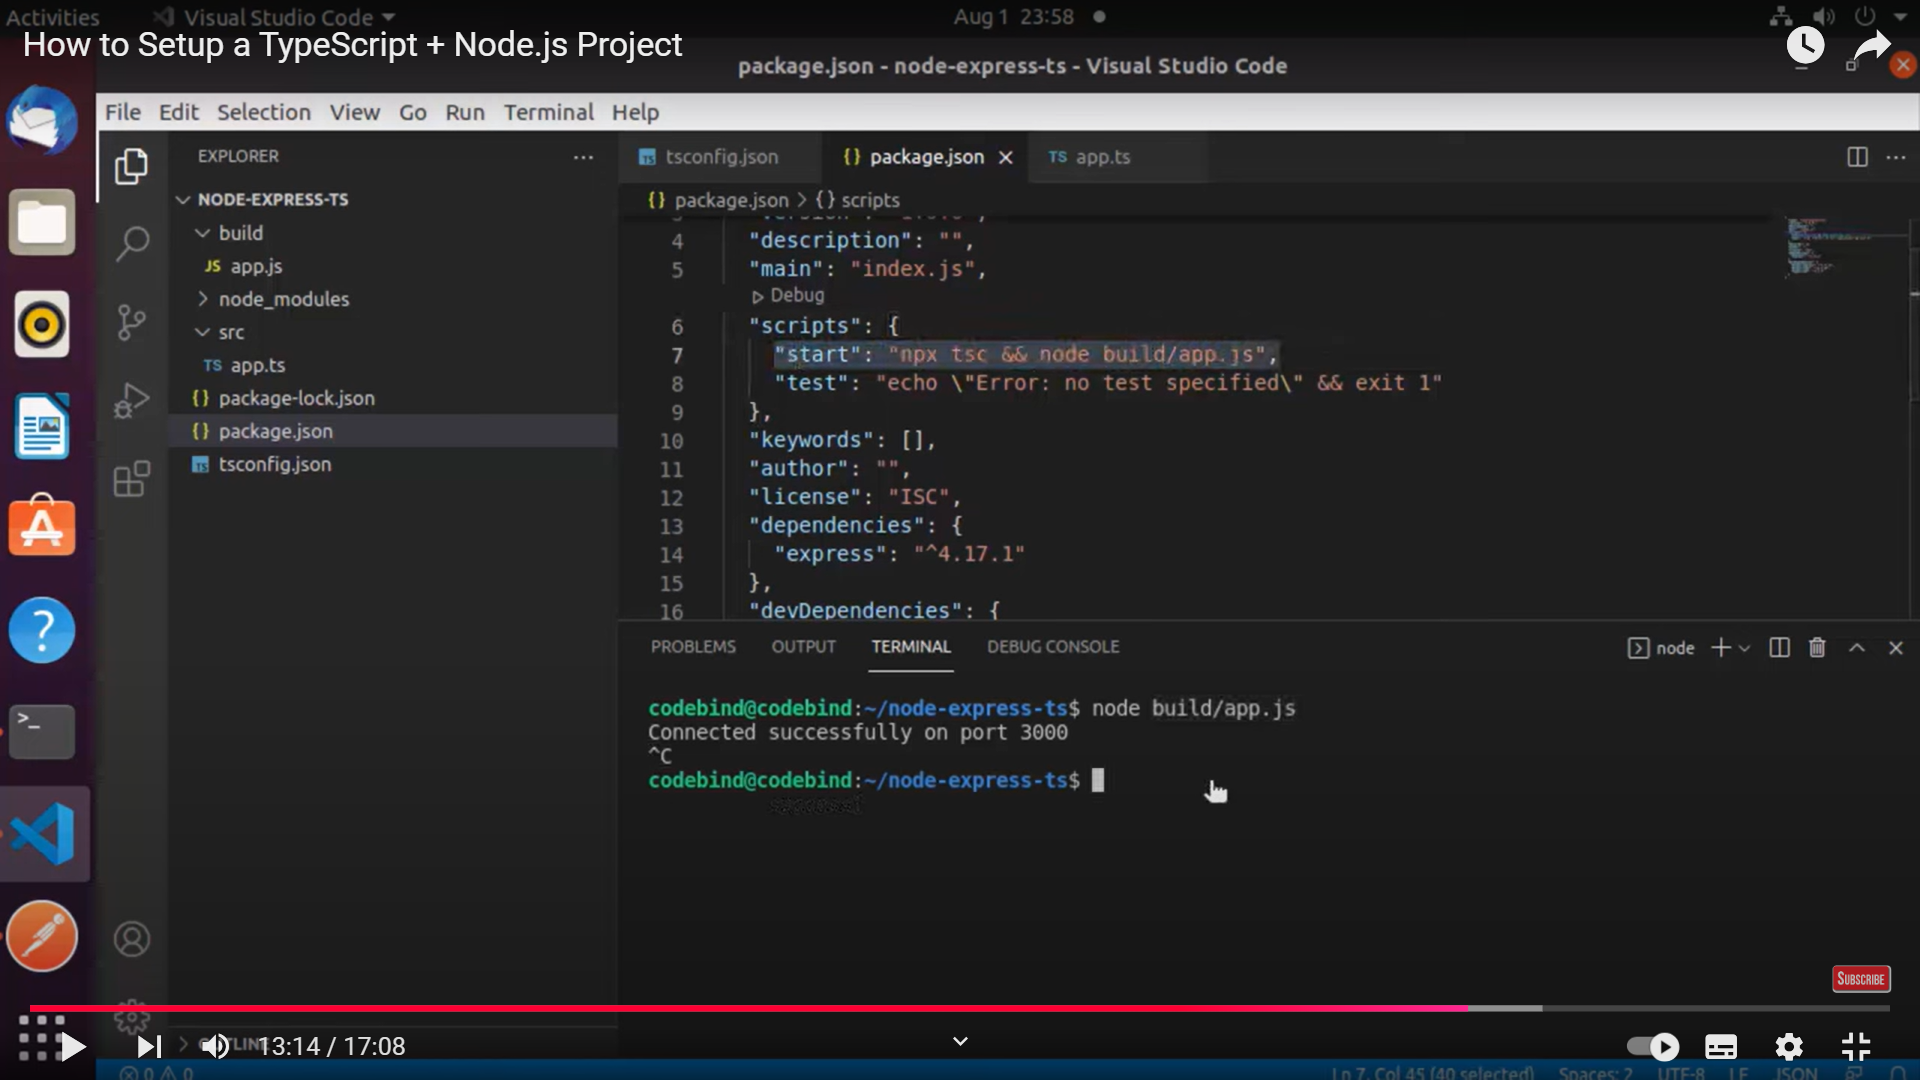 Activities Visual Studio Code Aug 1 23:58
How to Setup a TypeScript + Node.js Project
package.json - node-express-ts - Visual Studio Code
File Edit Selection View Go Run Terminal Help
EXPLORER
NODE-EXPRESS-TS
build
JS app.js
node_modules
src
TS app.ts
{} package-lock.json
{} package.json
TS tsconfig.json
TS tsconfig.json {} package.json TS app.ts
{} package.json > {} scripts
4 "description": "",
5 "main": "index.js",
Debug
6 "scripts": {
7 "start": "npx tsc && node build/app.js",
8 "test": "echo \"Error: no test specified\" && exit 1"
9 },
10 "keywords": [],
11 "author": "",
12 "license": "ISC",
13 "dependencies": {
14 "express": "^4.17.1"
15 },
16 "devDependencies": {
PROBLEMS OUTPUT TERMINAL DEBUG CONSOLE node
codebind@codebind:~/node-express-ts$ node build/app.js
Connected successfully on port 3000
^C
codebind@codebind:~/node-express-ts$
SUBSCRIBE
13:14 / 17:08
0 0 Ln 7, Col 45 (40 selected) Spaces: 2 UTF-8 LF JSON